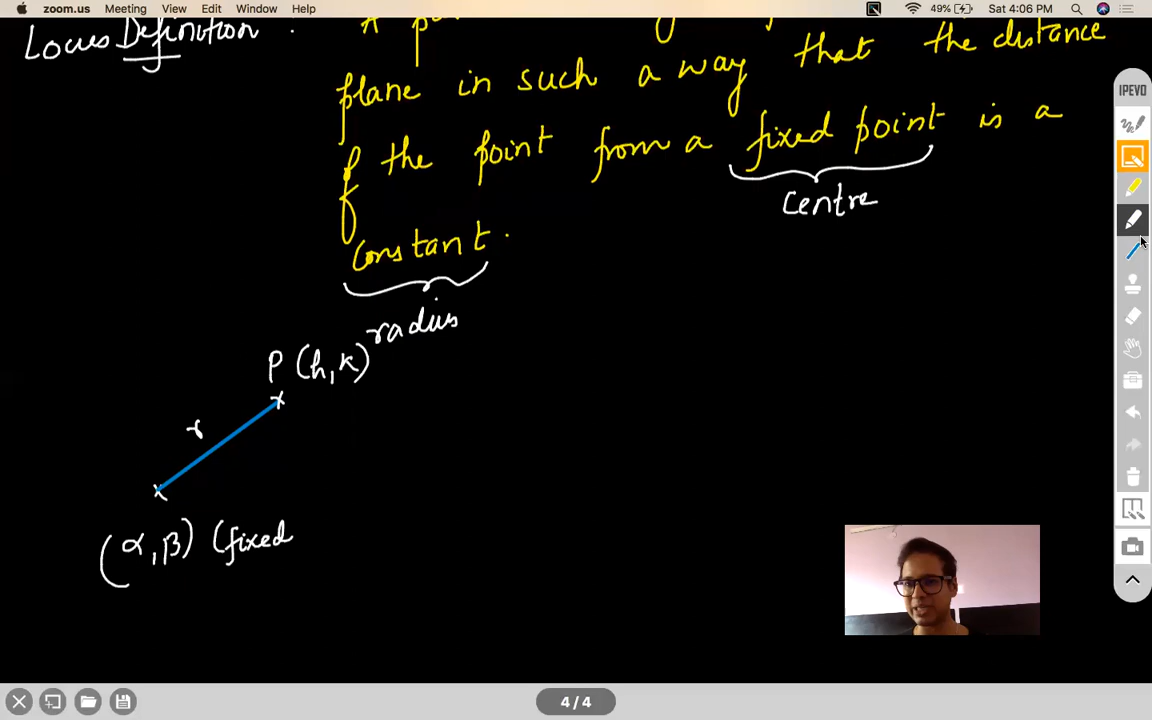 zoom.us Meeting View Edit Window Help 49% Sat 4:06 PM
Locus Definition :
plane in such a way that the distance
of the point from a fixed point is a
centre
constant.
radius
P (h, k)
r
(α, β) (fixed
IPEVO
4 / 4